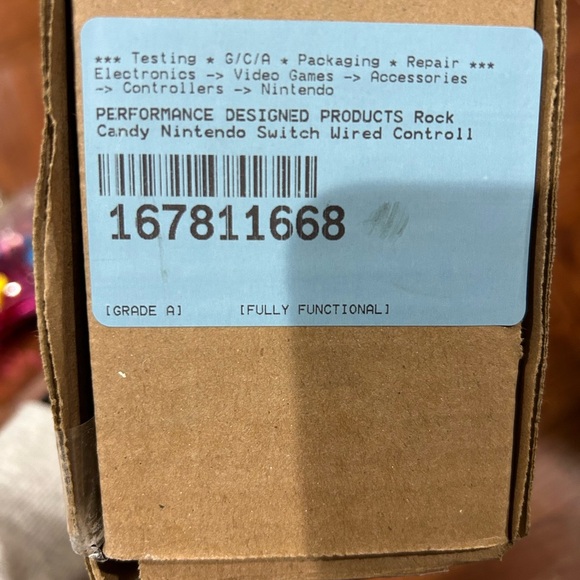 *** Testing * G/C/A * Packaging * Repair ***
Electronics -> Video Games -> Accessories
-> Controllers -> Nintendo
PERFORMANCE DESIGNED PRODUCTS Rock
Candy Nintendo Switch Wired Controll
167811668
[GRADE A] [FULLY FUNCTIONAL]